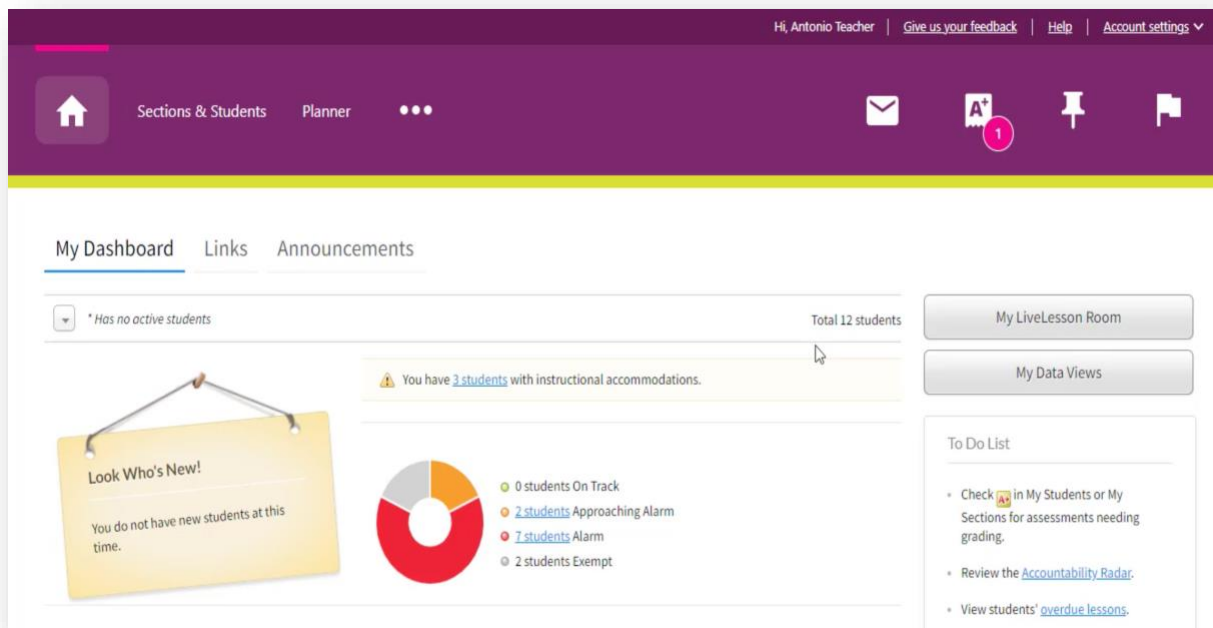 Hi, Antonio Teacher | Give us your feedback | Help | Account settings
Sections & Students Planner
A+
1
My Dashboard Links Announcements
* Has no active students Total 12 students
My LiveLesson Room
My Data Views
You have 3 students with instructional accommodations.
Look Who's New!
You do not have new students at this
time.
0 students On Track
2 students Approaching Alarm
7 students Alarm
2 students Exempt
To Do List
Check A+ in My Students or My
Sections for assessments needing
grading.
Review the Accountability Radar.
View students' overdue lessons.